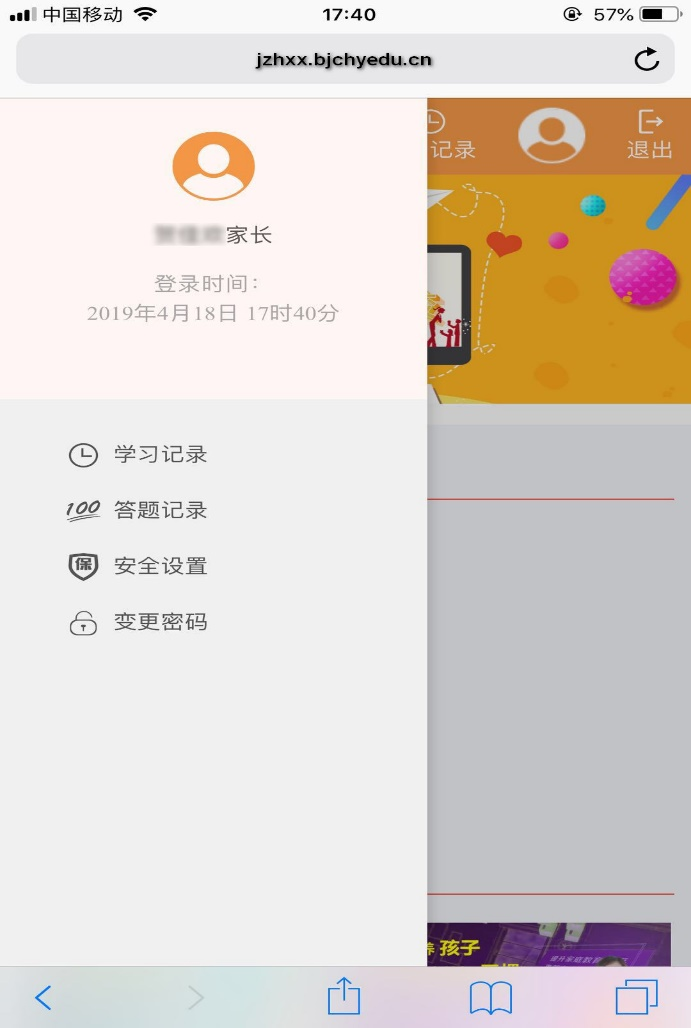 中国移动 17:40 57%
jzhxx.bjchyedu.cn
记录 退出
家长
登录时间：
2019年4月18日 17时40分
学习记录
100 答题记录
保 安全设置
变更密码
孩子